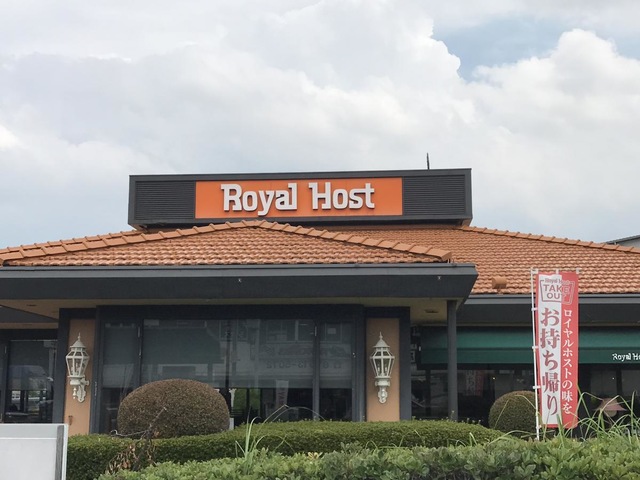 Royal Host
TAKE
OUT
ロイヤルホストの味を
お持ち帰り
Royal Ho